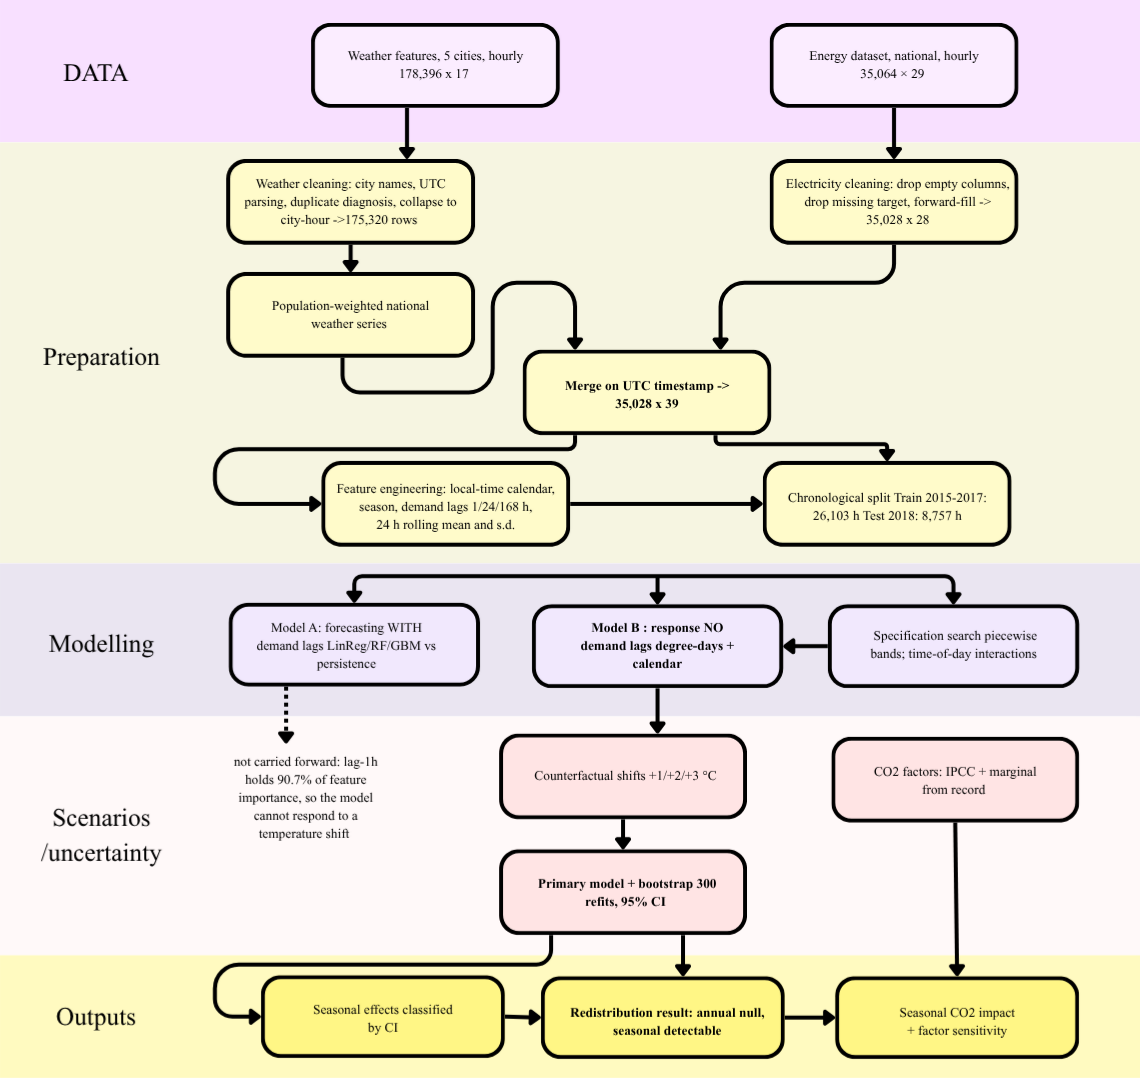 DATA
Weather features, 5 cities, hourly
178,396 x 17
Energy dataset, national, hourly
35,064 × 29
Preparation
Weather cleaning: city names, UTC
parsing, duplicate diagnosis, collapse to
city-hour ->175,320 rows
Electricity cleaning: drop empty columns,
drop missing target, forward-fill ->
35,028 x 28
Population-weighted national
weather series
Merge on UTC timestamp ->
35,028 x 39
Feature engineering: local-time calendar,
season, demand lags 1/24/168 h,
24 h rolling mean and s.d.
Chronological split Train 2015-2017:
26,103 h Test 2018: 8,757 h
Modelling
Model A: forecasting WITH
demand lags LinReg/RF/GBM vs
persistence
Model B : response NO
demand lags degree-days +
calendar
Specification search piecewise
bands; time-of-day interactions
Scenarios
/uncertainty
not carried forward: lag-1h
holds 90.7% of feature
importance, so the model
cannot respond to a
temperature shift
Counterfactual shifts +1/+2/+3 °C
CO2 factors: IPCC + marginal
from record
Primary model + bootstrap 300
refits, 95% CI
Outputs
Seasonal effects classified
by CI
Redistribution result: annual null,
seasonal detectable
Seasonal CO2 impact
+ factor sensitivity